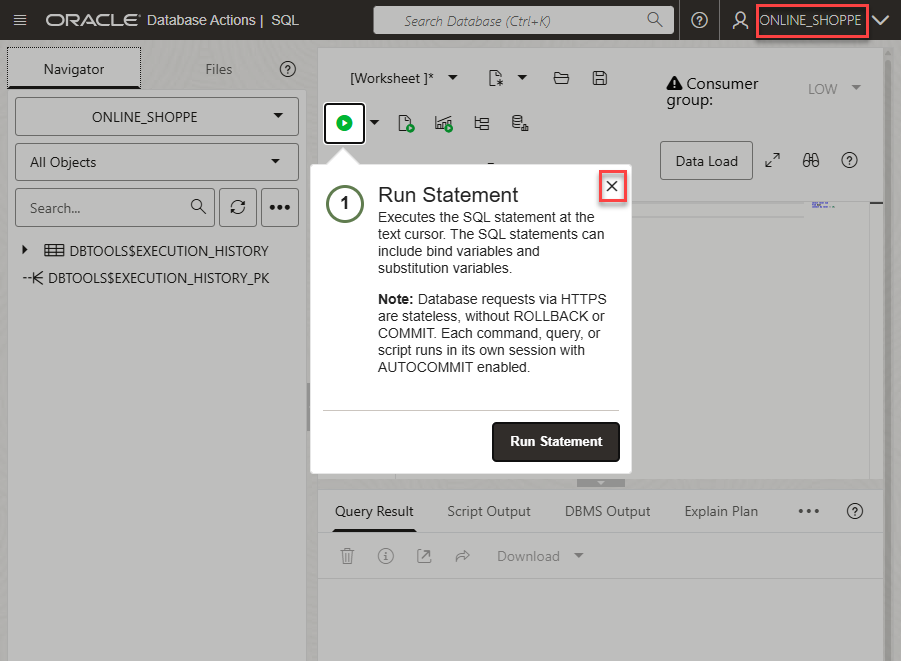 ORACLE Database Actions | SQL
Search Database (Ctrl+K)
ONLINE_SHOPPE
Navigator
Files
ONLINE_SHOPPE
All Objects
Search...
DBTOOLS$EXECUTION_HISTORY
DBTOOLS$EXECUTION_HISTORY_PK
[Worksheet ]*
Consumer
group:
LOW
Data Load
1
Run Statement
Executes the SQL statement at the
text cursor. The SQL statements can
include bind variables and
substitution variables.
Note: Database requests via HTTPS
are stateless, without ROLLBACK or
COMMIT. Each command, query, or
script runs in its own session with
AUTOCOMMIT enabled.
Run Statement
Query Result
Script Output
DBMS Output
Explain Plan
Download